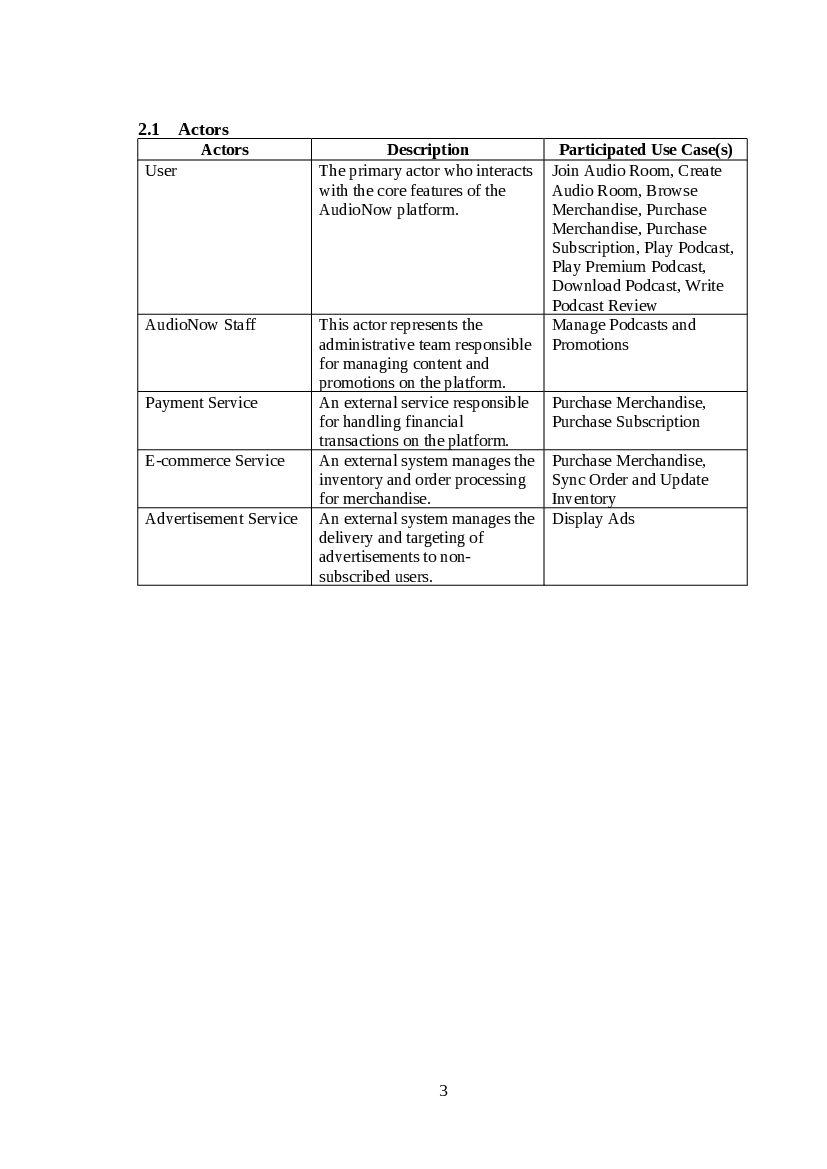 2.1 Actors
Actors Description Participated Use Case(s)
User
The primary actor who interacts
with the core features of the
AudioNow platform.
Join Audio Room, Create
Audio Room, Browse
Merchandise, Purchase
Merchandise, Purchase
Subscription, Play Podcast,
Play Premium Podcast,
Download Podcast, Write
Podcast Review
AudioNow Staff
This actor represents the
administrative team responsible
for managing content and
promotions on the platform.
Manage Podcasts and
Promotions
Payment Service
An external service responsible
for handling financial
transactions on the platform.
Purchase Merchandise,
Purchase Subscription
E-commerce Service
An external system manages the
inventory and order processing
for merchandise.
Purchase Merchandise,
Sync Order and Update
Inventory
Advertisement Service
An external system manages the
delivery and targeting of
advertisements to non-
subscribed users.
Display Ads
3